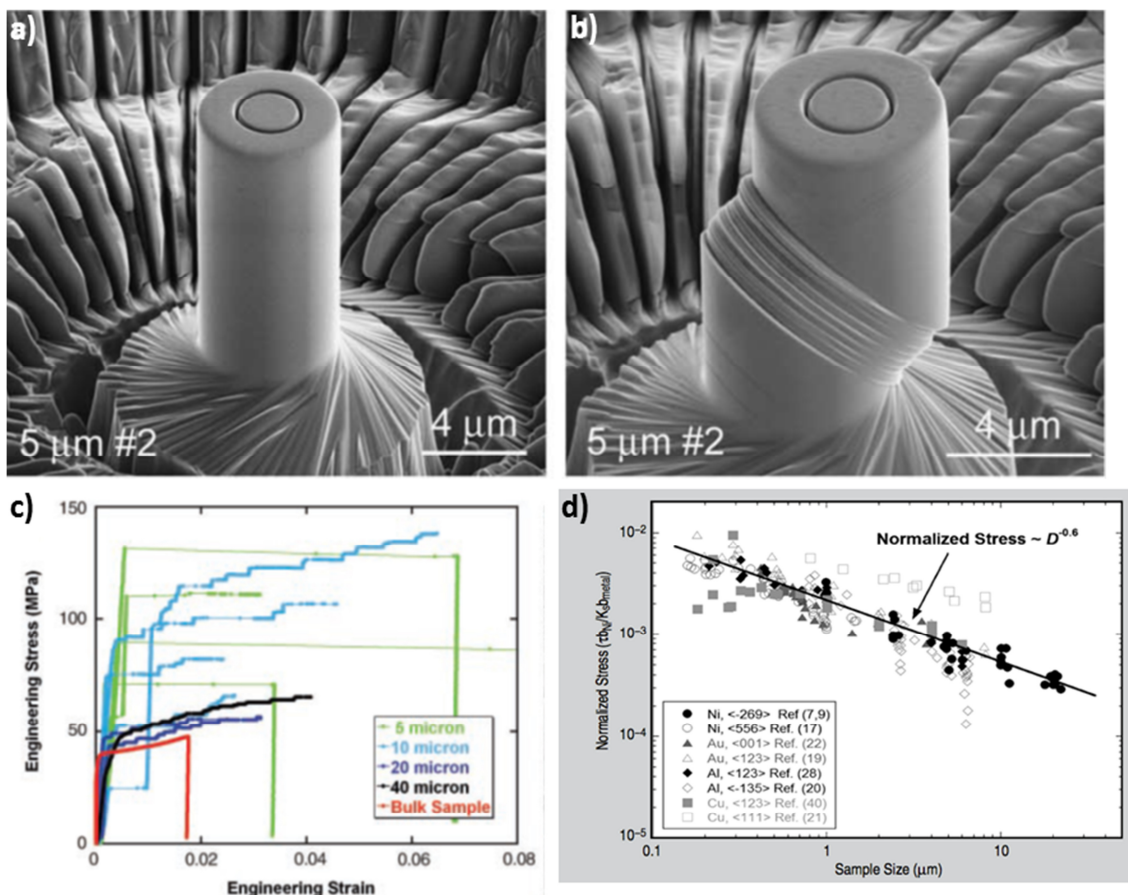 a)
5 μm #2
4 μm
b)
5 μm #2
4 μm
c)
150
100
50
0
Engineering Stress (MPa)
0
0.02
0.04
0.06
0.08
Engineering Strain
5 micron
10 micron
20 micron
40 micron
Bulk Sample
d)
10⁻²
10⁻³
10⁻⁴
10⁻⁵
Normalized Stress ~ D⁻⁰·⁶
Ni, <-269> Ref (7,9)
Ni, <556> Ref. (17)
Au, <001> Ref. (22)
Au, <123> Ref. (19)
Al, <123> Ref. (28)
Al, <-135> Ref. (20)
Cu, <123> Ref. (40)
Cu, <111> Ref. (21)
0.1
1
10
Sample Size (μm)